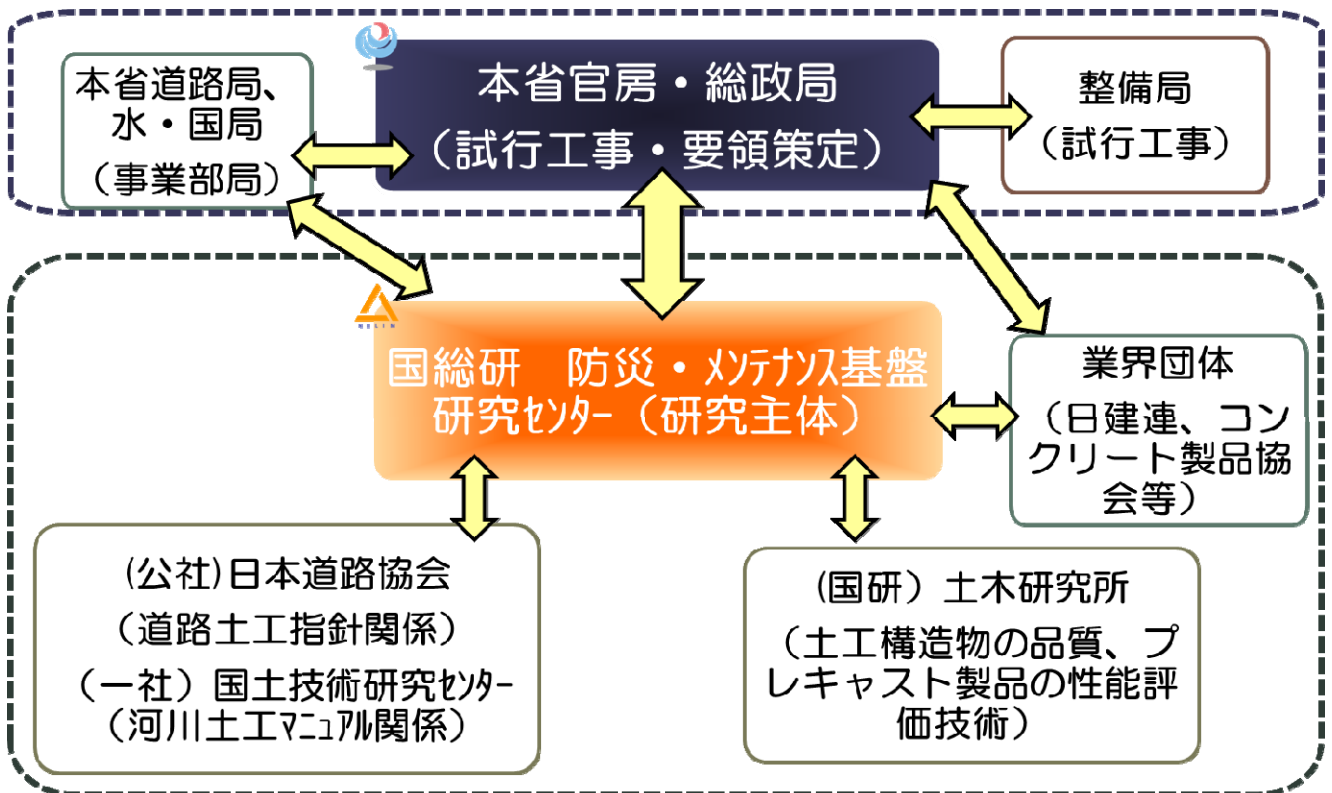 本省道路局、
水・国局
（事業部局）
本省官房・総政局
（試行工事・要領策定）
整備局
（試行工事）
NILIM
国総研　防災・ﾒﾝﾃﾅﾝｽ基盤
研究ｾﾝﾀｰ（研究主体）
業界団体
（日建連、コン
クリート製品協
会等）
(公社)日本道路協会
（道路土工指針関係）
（一社）国土技術研究ｾﾝﾀｰ
（河川土工ﾏﾆｭｱﾙ関係）
(国研）土木研究所
（土工構造物の品質、プ
レキャスト製品の性能評
価技術）